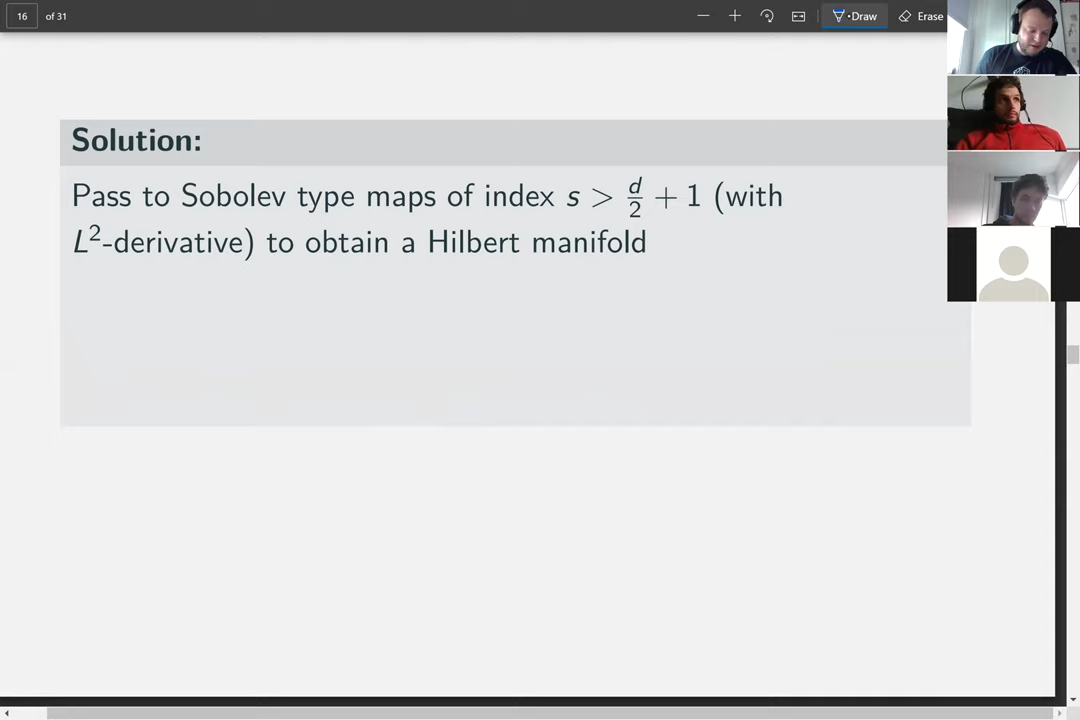 16 of 31 Draw Erase
Solution:
Pass to Sobolev type maps of index s > d/2 + 1 (with
L²-derivative) to obtain a Hilbert manifold